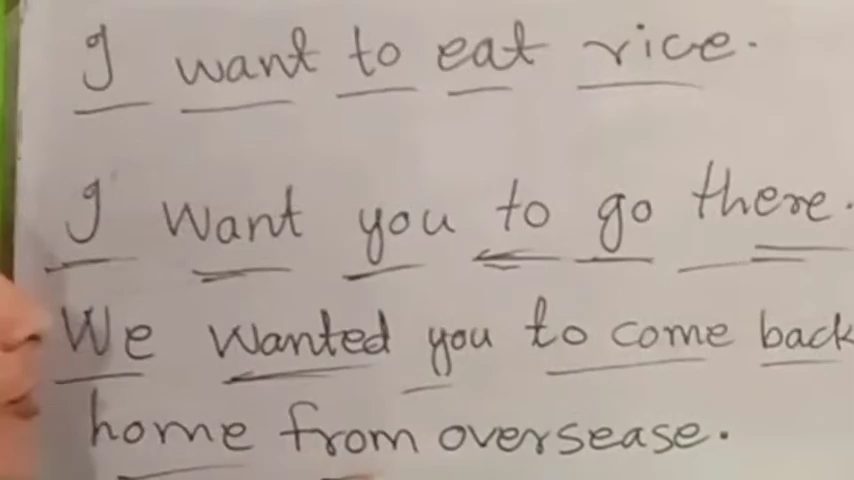 I want to eat rice.
I want you to go there.
We wanted you to come back
home from oversease.